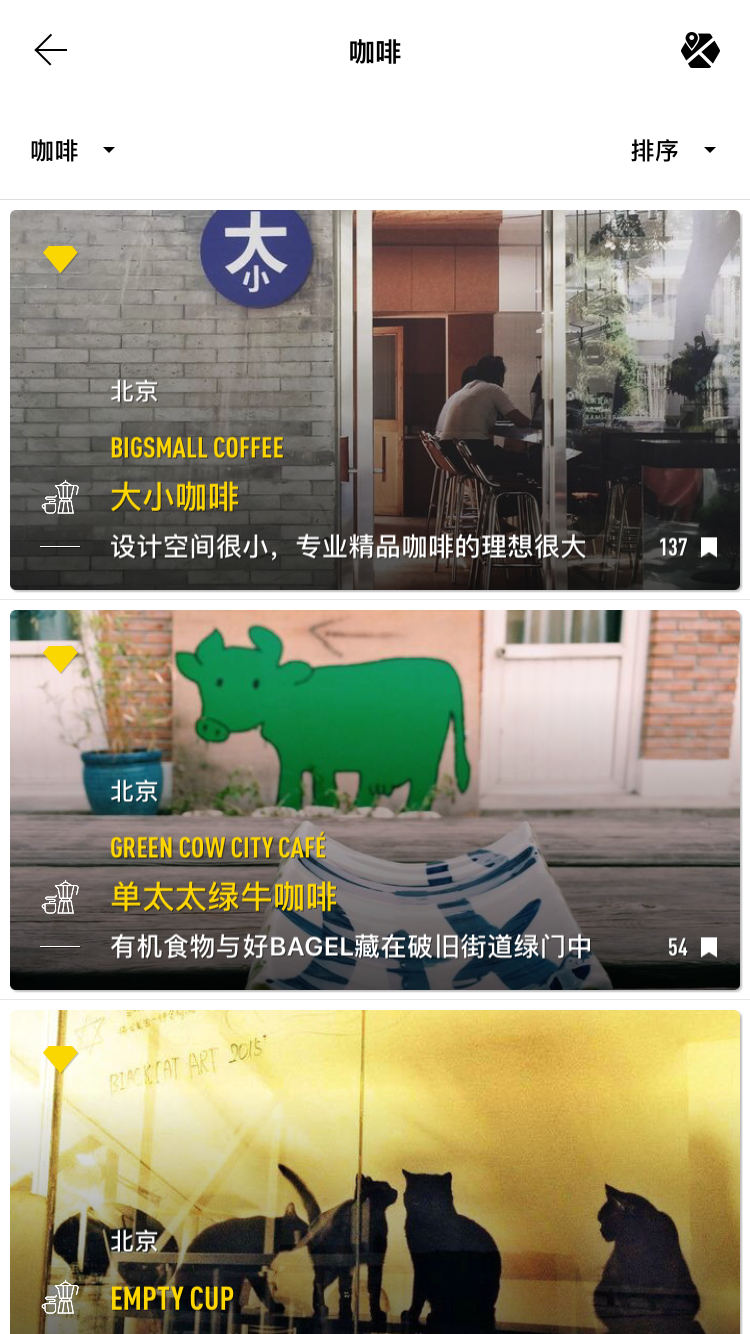 咖啡
咖啡
排序
大
小
北京
BIGSMALL COFFEE
大小咖啡
设计空间很小，专业精品咖啡的理想很大
137
北京
GREEN COW CITY CAFÉ
单太太绿牛咖啡
有机食物与好BAGEL藏在破旧街道绿门中
54
BLACKCAT ART 2015
北京
EMPTY CUP